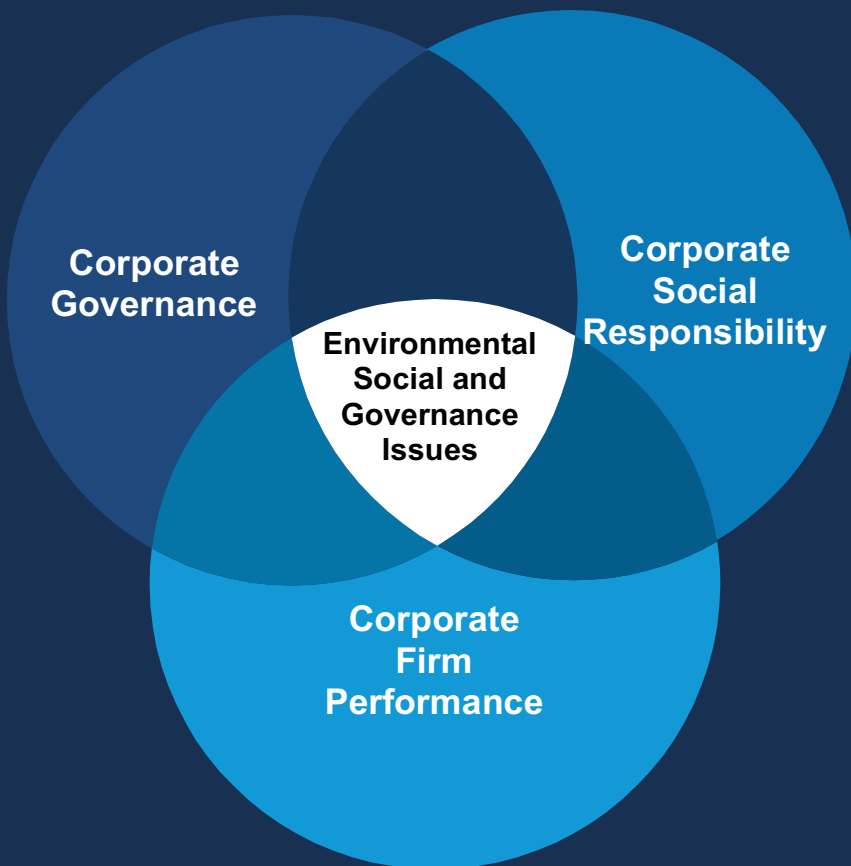 Corporate
Governance
Corporate
Social
Responsibility
Environmental
Social and
Governance
Issues
Corporate
Firm
Performance